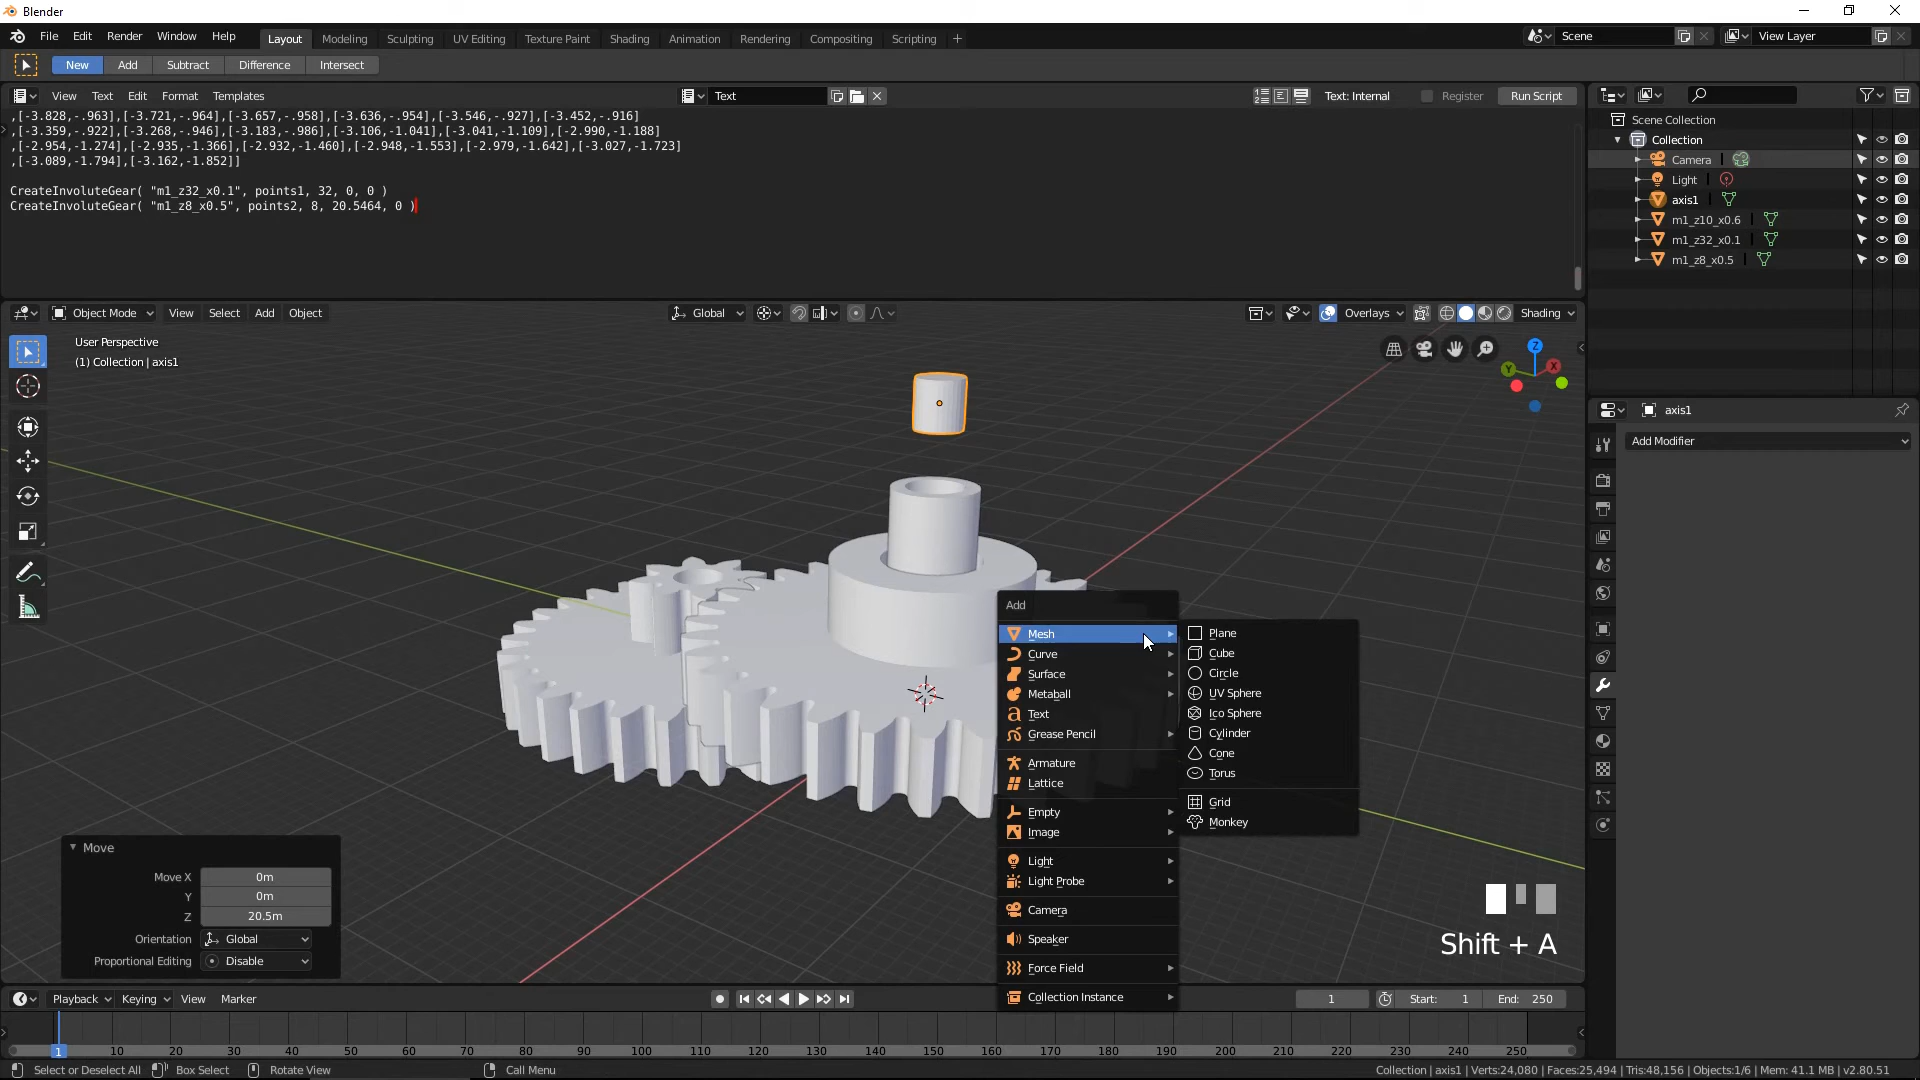 Blender
File Edit Render Window Help
Layout Modeling Sculpting UV Editing Texture Paint Shading Animation Rendering Compositing Scripting +
Scene
View Layer
New Add Subtract Difference Intersect
View Text Edit Format Templates
Text
Text: Internal
Register
Run Script
,[-3.828,-.963],[-3.721,-.964],[-3.657,-.958],[-3.636,-.954],[-3.546,-.927],[-3.452,-.916]
,[-3.359,-.922],[-3.268,-.946],[-3.183,-.986],[-3.106,-1.041],[-3.041,-1.109],[-2.990,-1.188]
,[-2.954,-1.274],[-2.935,-1.366],[-2.932,-1.460],[-2.948,-1.553],[-2.979,-1.642],[-3.027,-1.723]
,[-3.089,-1.794],[-3.162,-1.852]]
CreateInvoluteGear( "m1_z32_x0.1", points1, 32, 0, 0 )
CreateInvoluteGear( "m1_z8_x0.5", points2, 8, 20.5464, 0 )
Scene Collection
Collection
Camera
Light
axis1
m1_z10_x0.6
m1_z32_x0.1
m1_z8_x0.5
Object Mode View Select Add Object
Global
Overlays
Shading
User Perspective
(1) Collection | axis1
Z
Y
X
axis1
Add Modifier
Add
Mesh
Curve
Surface
Metaball
Text
Grease Pencil
Armature
Lattice
Empty
Image
Light
Light Probe
Camera
Speaker
Force Field
Collection Instance
Plane
Cube
Circle
UV Sphere
Ico Sphere
Cylinder
Cone
Torus
Grid
Monkey
Move
Move X 0m
Y 0m
Z 20.5m
Orientation Global
Proportional Editing Disable
Shift + A
Playback Keying View Marker
1
Start: 1
End: 250
1 10 20 30 40 50 60 70 80 90 100 110 120 130 140 150 160 170 180 190 200 210 220 230 240 250
Select or Deselect All Box Select Rotate View Call Menu
Collection | axis1 | Verts:24,080 | Faces:25,494 | Tris:48,156 | Objects:1/6 | Mem: 41.1 MB | v2.80.51